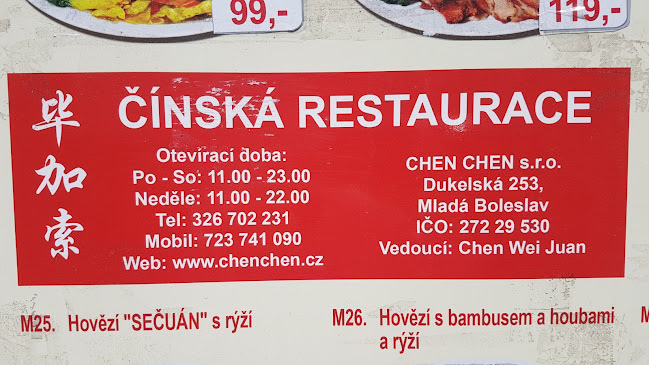 99,-
119,-
毕加索
ČÍNSKÁ RESTAURACE
Otevírací doba:
Po - So: 11.00 - 23.00
Neděle: 11.00 - 22.00
Tel: 326 702 231
Mobil: 723 741 090
Web: www.chenchen.cz
CHEN CHEN s.r.o.
Dukelská 253,
Mladá Boleslav
IČO: 272 29 530
Vedoucí: Chen Wei Juan
M25. Hovězí "SEČUÁN" s rýží
M26. Hovězí s bambusem a houbami
a rýží